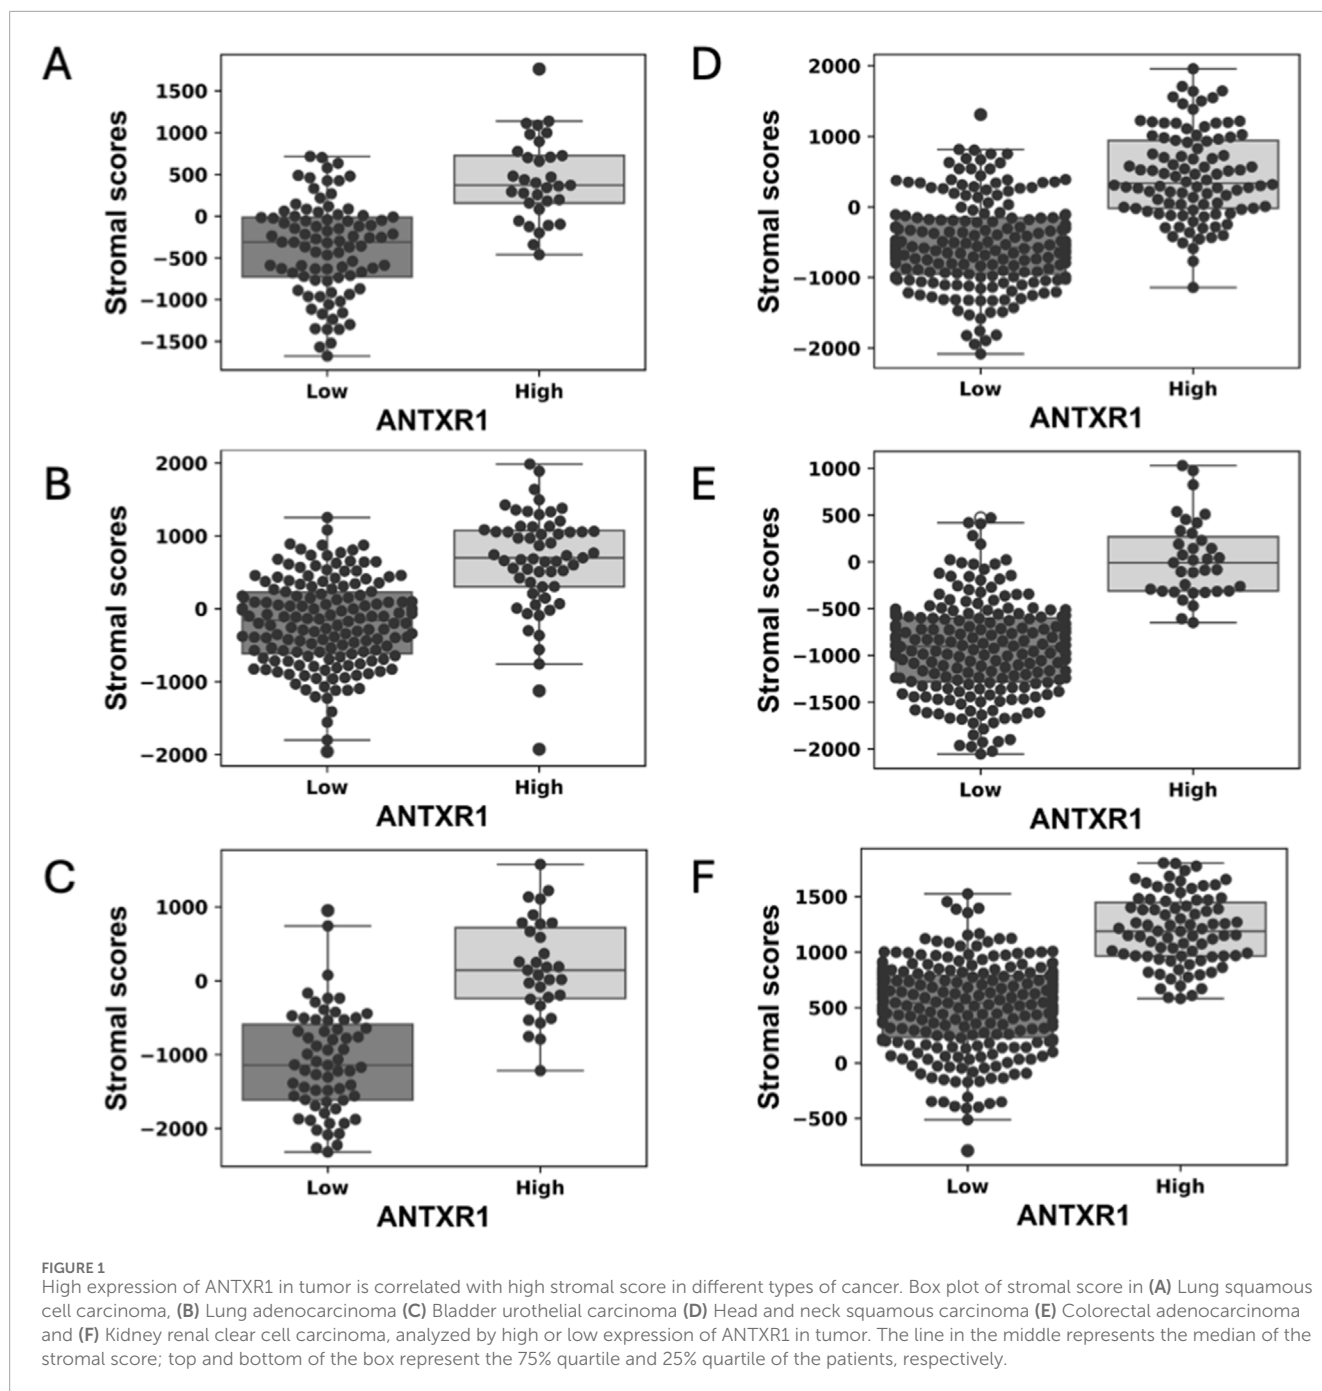 A
Stromal scores
1500
1000
500
0
−500
−1000
−1500
Low
High
ANTXR1
B
Stromal scores
2000
1000
0
−1000
−2000
Low
High
ANTXR1
C
Stromal scores
1000
0
−1000
−2000
Low
High
ANTXR1
D
Stromal scores
2000
1000
0
−1000
−2000
Low
High
ANTXR1
E
Stromal scores
1000
500
0
−500
−1000
−1500
−2000
Low
High
ANTXR1
F
Stromal scores
1500
1000
500
0
−500
Low
High
ANTXR1
FIGURE 1
High expression of ANTXR1 in tumor is correlated with high stromal score in different types of cancer. Box plot of stromal score in (A) Lung squamous
cell carcinoma, (B) Lung adenocarcinoma (C) Bladder urothelial carcinoma (D) Head and neck squamous carcinoma (E) Colorectal adenocarcinoma
and (F) Kidney renal clear cell carcinoma, analyzed by high or low expression of ANTXR1 in tumor. The line in the middle represents the median of the
stromal score; top and bottom of the box represent the 75% quartile and 25% quartile of the patients, respectively.